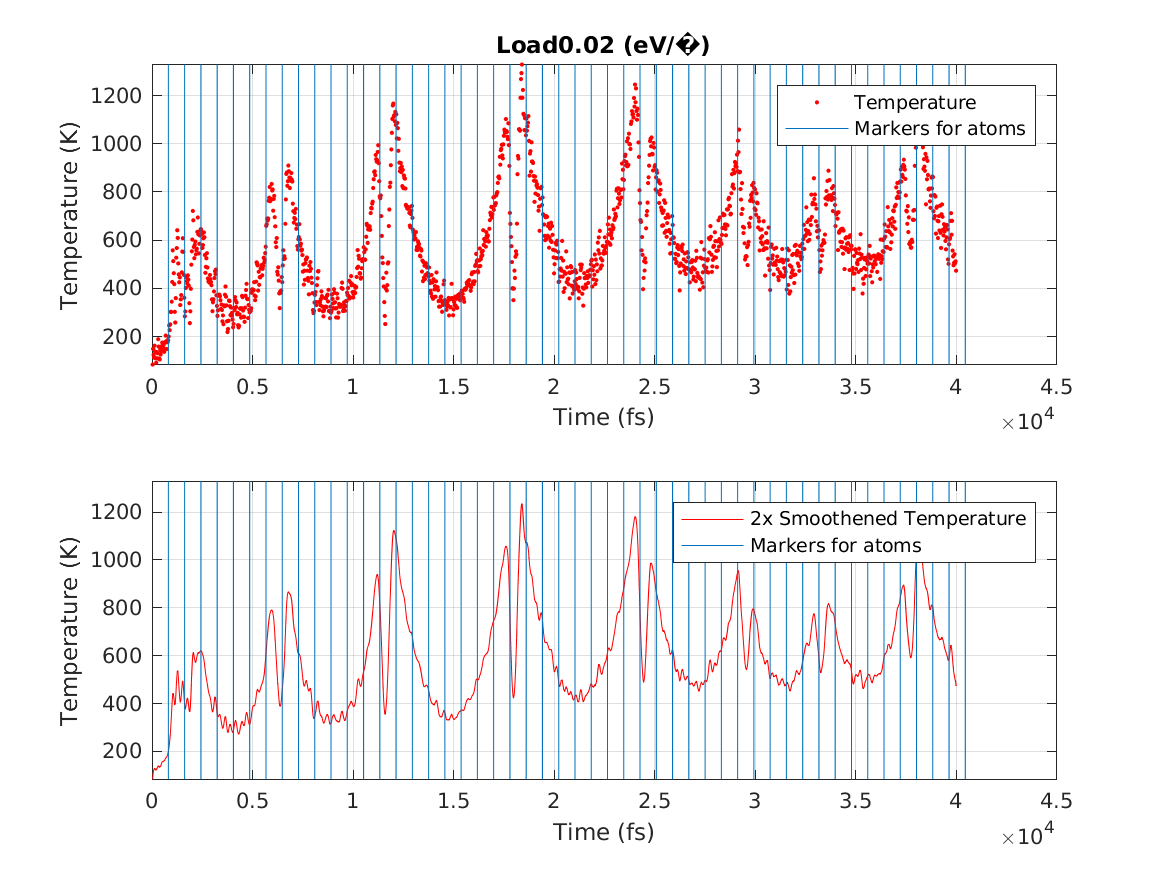 Load0.02 (eV/�)
Temperature (K)
1200
1000
800
600
400
200
Temperature
Markers for atoms
0 0.5 1 1.5 2 2.5 3 3.5 4 4.5
Time (fs)
×10^4
Temperature (K)
1200
1000
800
600
400
200
2x Smoothened Temperature
Markers for atoms
0 0.5 1 1.5 2 2.5 3 3.5 4 4.5
Time (fs)
×10^4